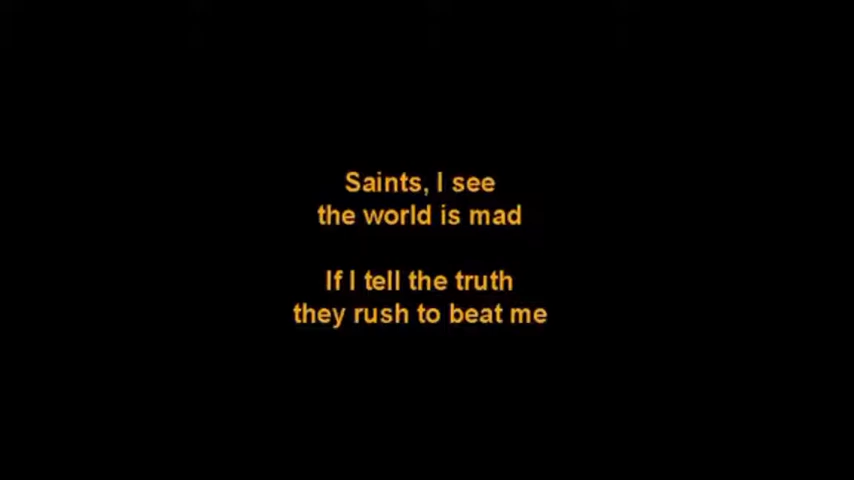 Saints, I see
the world is mad
If I tell the truth
they rush to beat me